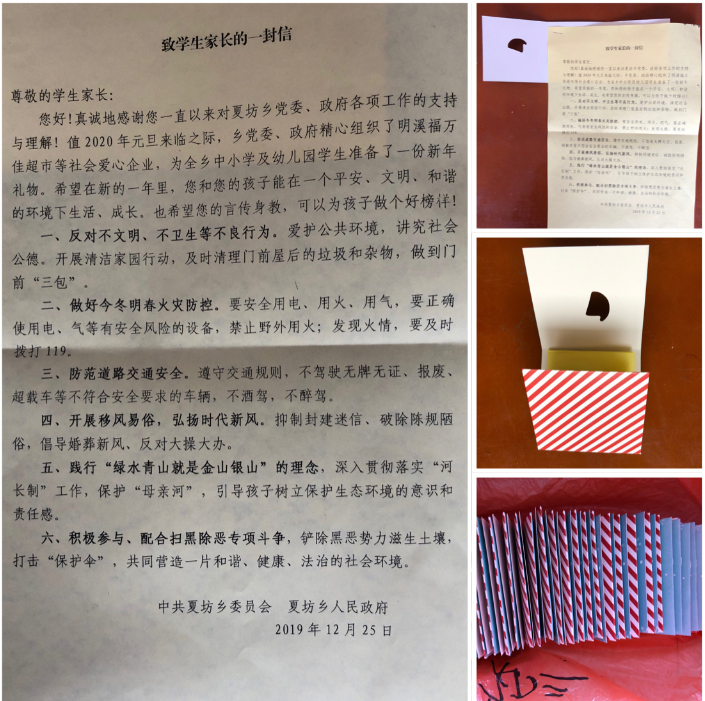 致学生家长的一封信
尊敬的学生家长：
您好！真诚地感谢您一直以来对夏坊乡党委、政府各项工作的支持
与理解！值2020年元旦来临之际，乡党委、政府精心组织了明溪福万
佳超市等社会爱心企业，为全乡中小学及幼儿园学生准备了一份新年
礼物。希望在新的一年里，您和您的孩子能在一个平安、文明、和谐
的环境下生活、成长。也希望您的言传身教，可以为孩子做个好榜样！
一、反对不文明、不卫生等不良行为。爱护公共环境，讲究社会
公德。开展清洁家园行动，及时清理门前屋后的垃圾和杂物，做到门
前“三包”。
二、做好今冬明春火灾防控。要安全用电、用火、用气，要正确
使用电、气等有安全风险的设备，禁止野外用火；发现火情，要及时
拨打119。
三、防范道路交通安全。遵守交通规则，不驾驶无牌无证、报废、
超载车等不符合安全要求的车辆，不酒驾，不醉驾。
四、开展移风易俗，弘扬时代新风。抑制封建迷信、破除陈规陋
俗，倡导婚葬新风、反对大操大办。
五、践行“绿水青山就是金山银山”的理念，深入贯彻落实“河
长制”工作，保护“母亲河”，引导孩子树立保护生态环境的意识和
责任感。
六、积极参与、配合扫黑除恶专项斗争，铲除黑恶势力滋生土壤，
打击“保护伞”，共同营造一片和谐、健康、法治的社会环境。
中共夏坊乡委员会 夏坊乡人民政府
2019年12月25日
致学生家长的一封信